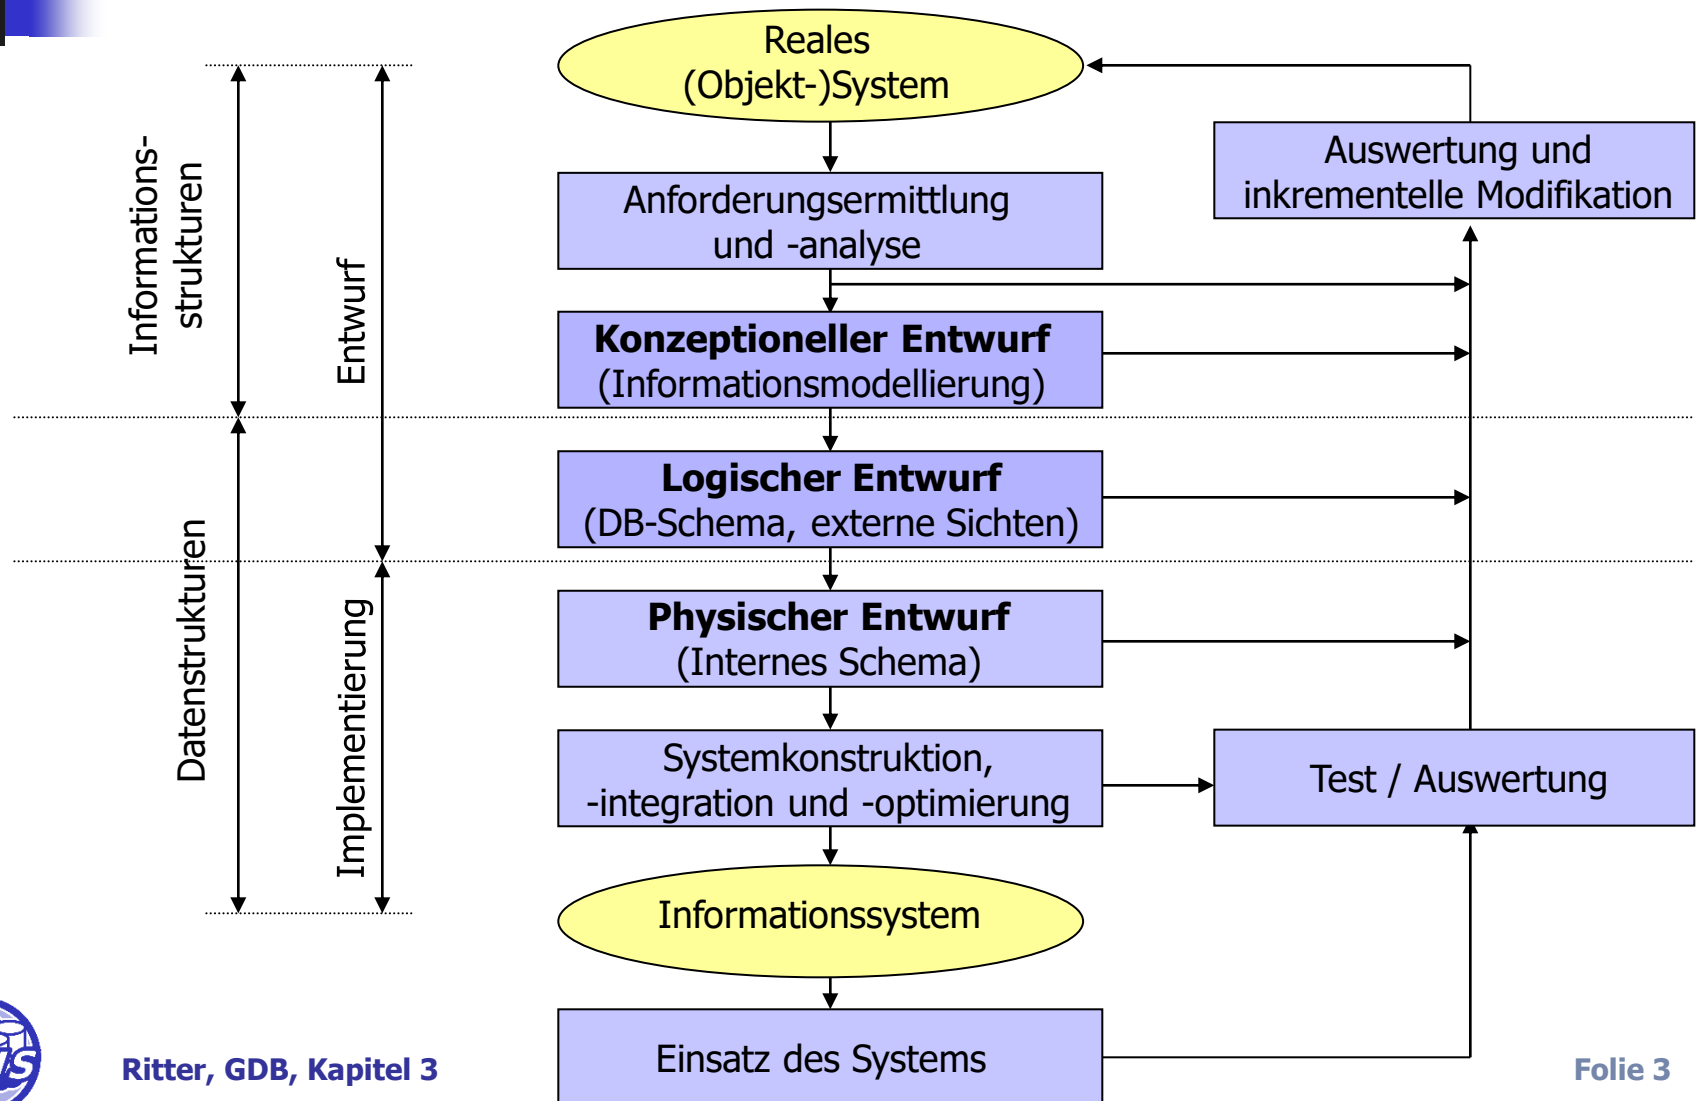 Reales
(Objekt-)System
Auswertung und
inkrementelle Modifikation
Anforderungsermittlung
und -analyse
Informations-
strukturen
Entwurf
Konzeptioneller Entwurf
(Informationsmodellierung)
Logischer Entwurf
(DB-Schema, externe Sichten)
Datenstrukturen
Implementierung
Physischer Entwurf
(Internes Schema)
Systemkonstruktion,
-integration und -optimierung
Test / Auswertung
Informationssystem
Einsatz des Systems
Ritter, GDB, Kapitel 3
Folie 3